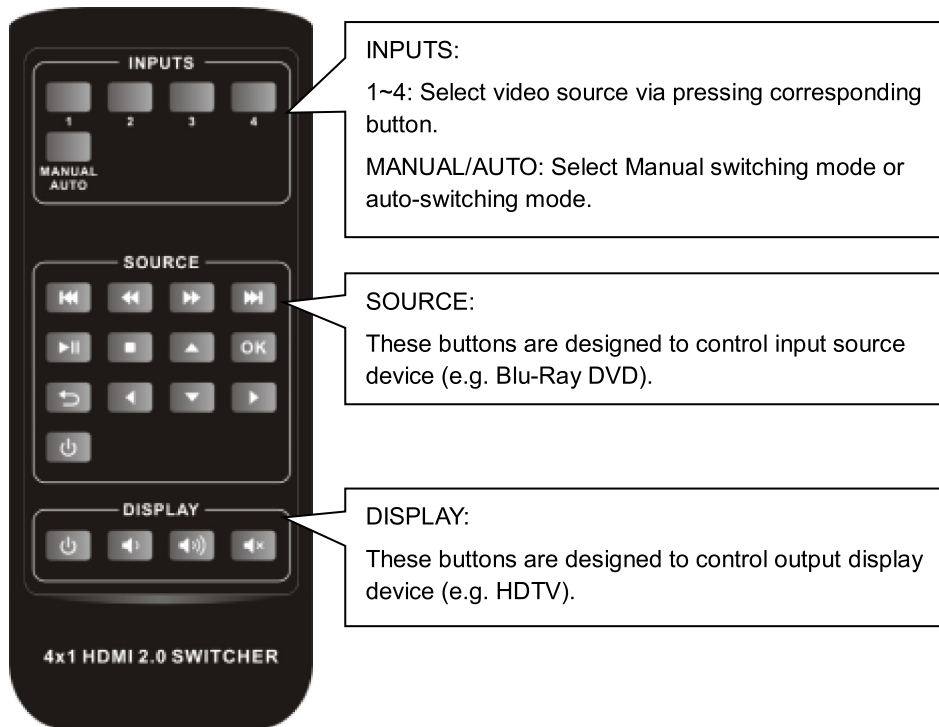 INPUTS
1 2 3 4
MANUAL
AUTO
SOURCE
OK
DISPLAY
4x1 HDMI 2.0 SWITCHER
INPUTS:
1~4: Select video source via pressing corresponding
button.
MANUAL/AUTO: Select Manual switching mode or
auto-switching mode.
SOURCE:
These buttons are designed to control input source
device (e.g. Blu-Ray DVD).
DISPLAY:
These buttons are designed to control output display
device (e.g. HDTV).